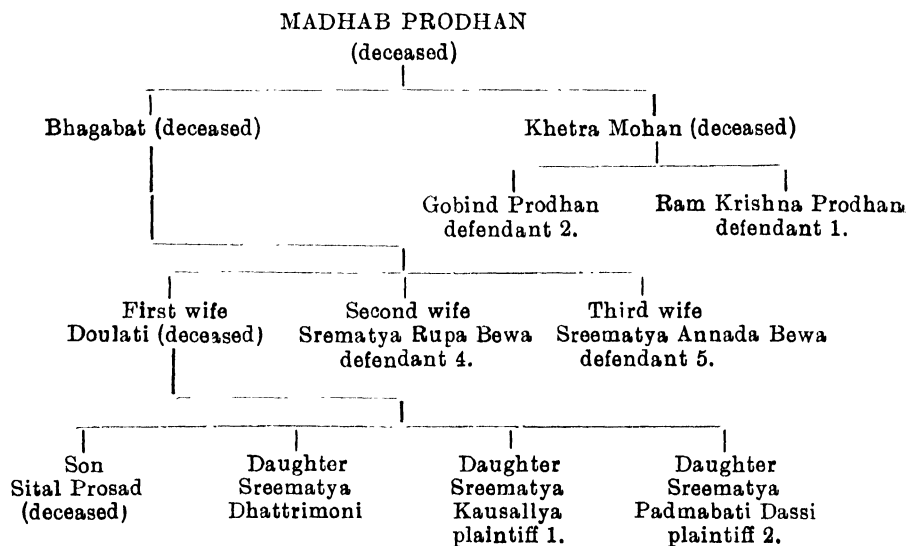 MADHAB PRODHAN
(deceased)
Bhagabat (deceased) Khetra Mohan (deceased)
Gobind Prodhan Ram Krishna Prodhan
defendant 2. defendant 1.
First wife Second wife Third wife
Doulati (deceased) Srematya Rupa Bewa Sreematya Annada Bewa
defendant 4. defendant 5.
Son Daughter Daughter Daughter
Sital Prosad Sreematya Sreematya Sreematya
(deceased) Dhattrimoni Kausallya Padmabati Dassi
plaintiff 1. plaintiff 2.